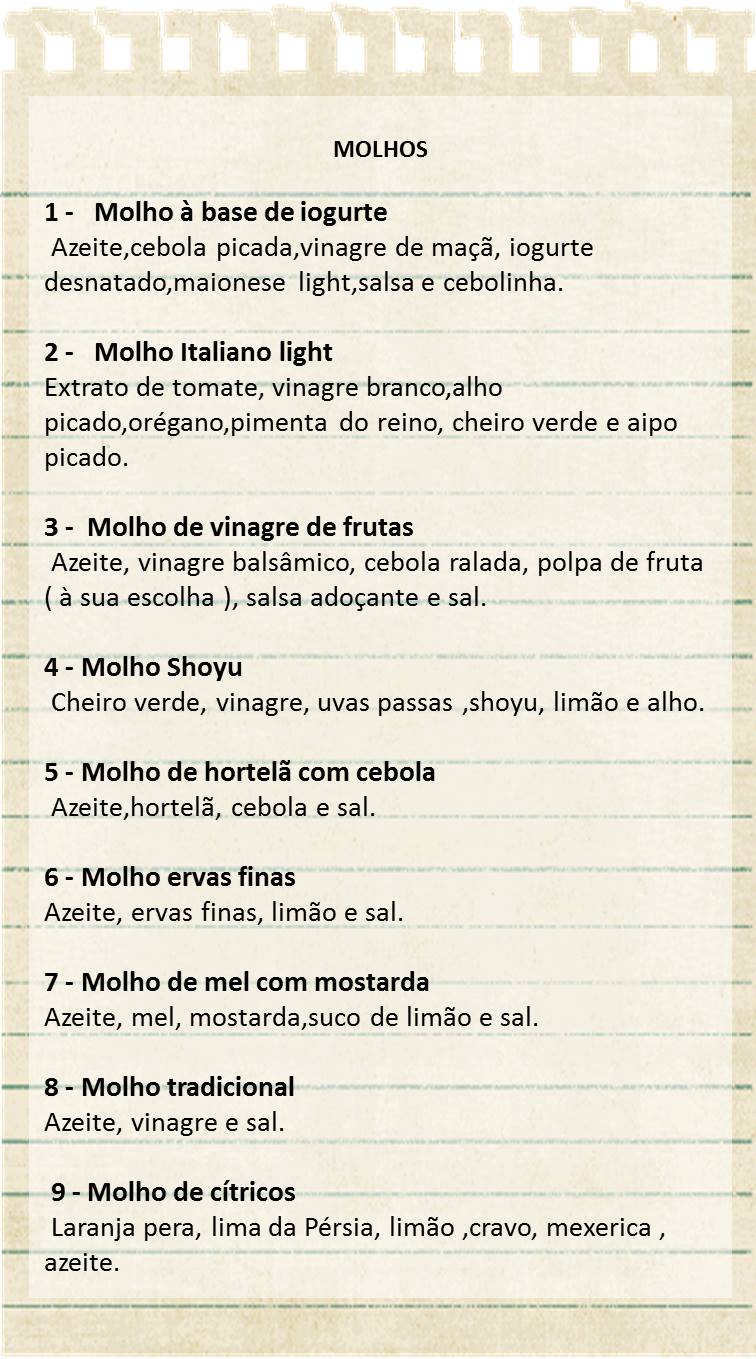 MOLHOS
1 - Molho à base de iogurte
Azeite,cebola picada,vinagre de maçã, iogurte
desnatado,maionese light,salsa e cebolinha.
2 - Molho Italiano light
Extrato de tomate, vinagre branco,alho
picado,orégano,pimenta do reino, cheiro verde e aipo
picado.
3 - Molho de vinagre de frutas
Azeite, vinagre balsâmico, cebola ralada, polpa de fruta
( à sua escolha ), salsa adoçante e sal.
4 - Molho Shoyu
Cheiro verde, vinagre, uvas passas ,shoyu, limão e alho.
5 - Molho de hortelã com cebola
Azeite,hortelã, cebola e sal.
6 - Molho ervas finas
Azeite, ervas finas, limão e sal.
7 - Molho de mel com mostarda
Azeite, mel, mostarda,suco de limão e sal.
8 - Molho tradicional
Azeite, vinagre e sal.
9 - Molho de cítricos
Laranja pera, lima da Pérsia, limão ,cravo, mexerica ,
azeite.